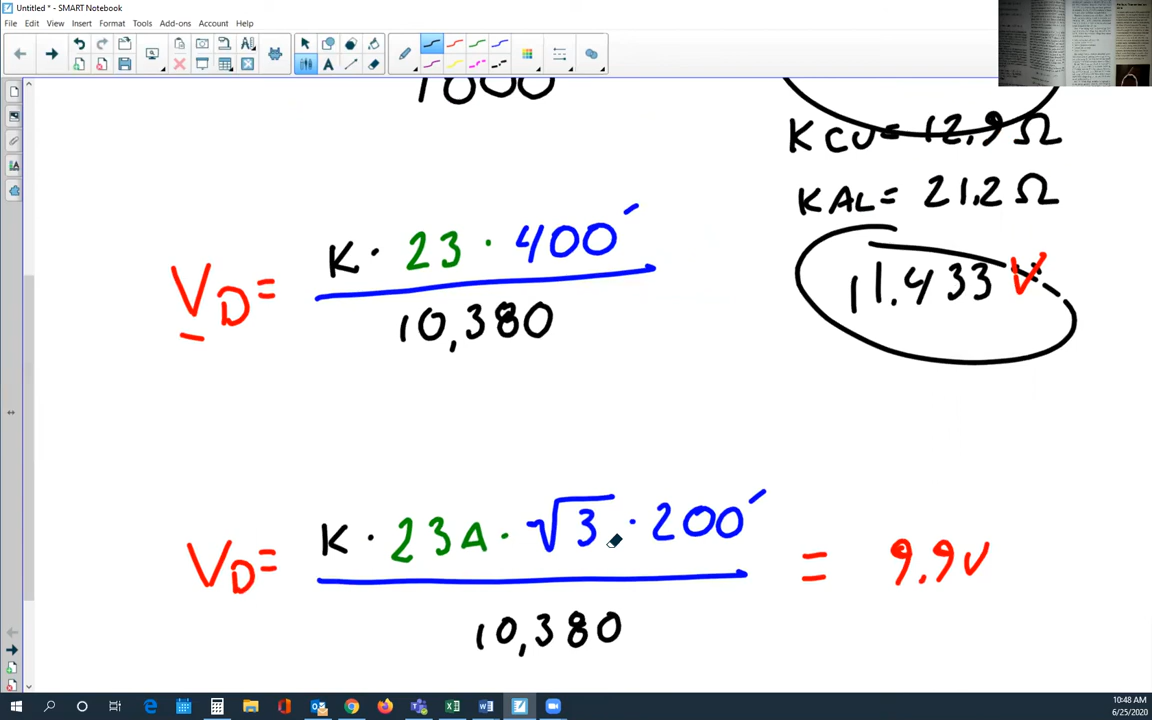 Untitled * - SMART Notebook
File Edit View Insert Format Tools Add-ons Account Help
1000
KCU= 12.9 Ω
KAL= 21.2 Ω
11.433 V
VD= K · 23 · 400'
10,380
VD= K · 23A · √3 · 200' = 9.9V
10,380
10:48 AM
6/25/2020